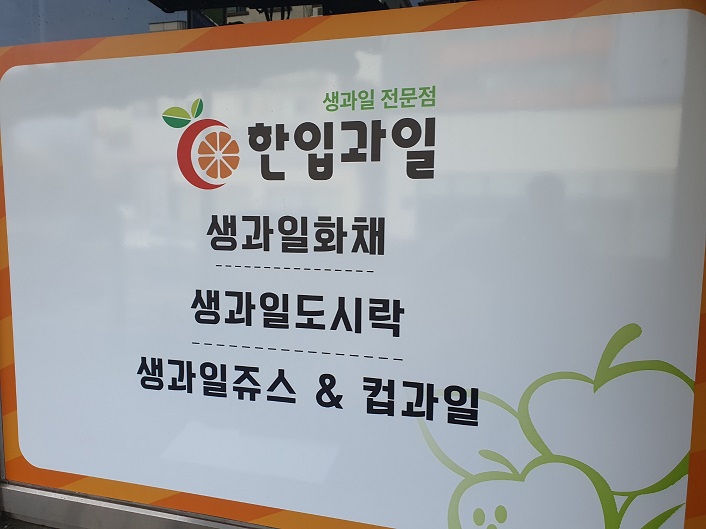 생과일 전문점
한입과일
생과일화채
생과일도시락
생과일쥬스 & 컵과일